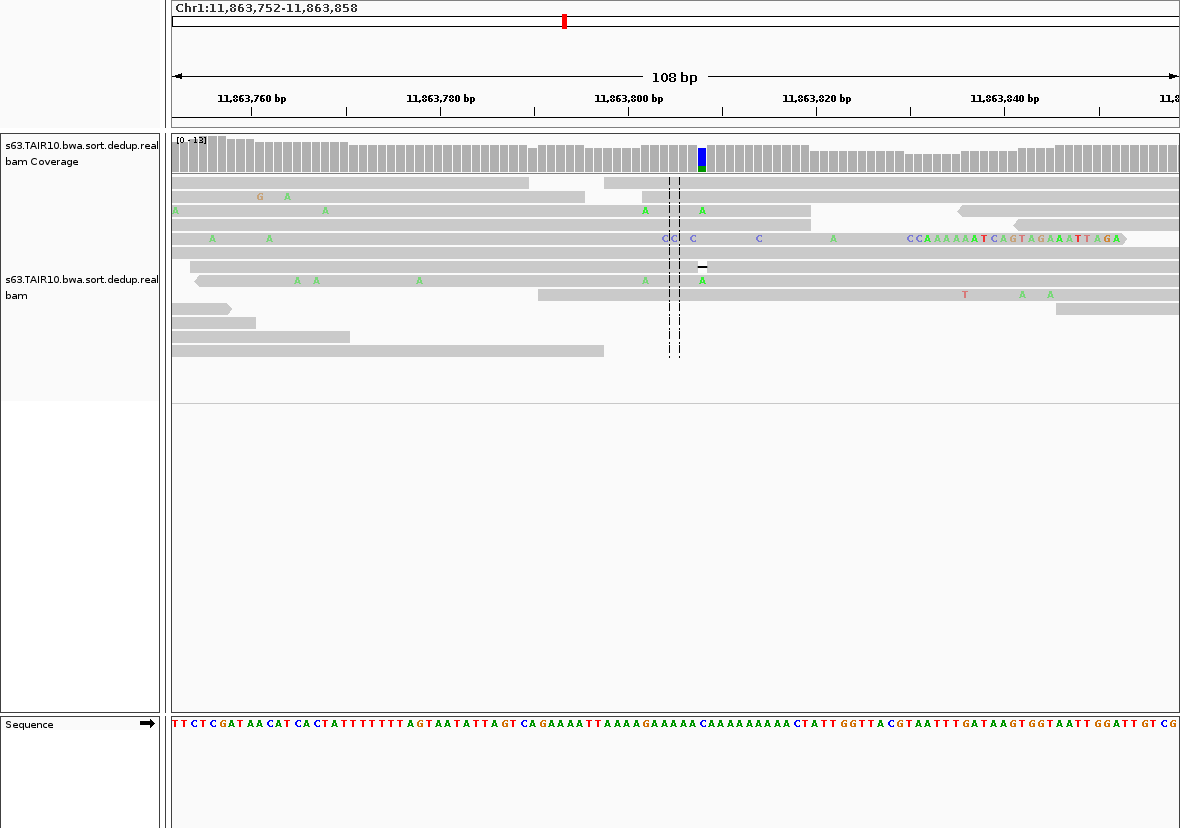 Chr1:11,863,752-11,863,858
108 bp
11,863,760 bp 11,863,780 bp 11,863,800 bp 11,863,820 bp 11,863,840 bp 11,8
s63.TAIR10.bwa.sort.dedup.real
bam Coverage
[0 - 13]
G A
A A A A
A A CC C C A CCAAAAAATCAGTAGAAATTAGA
s63.TAIR10.bwa.sort.dedup.real
bam
A A A A A
T A A
Sequence
TTCTCGATAACATCACTATTTTTTTAGTAATATTAGTCAGAAAATTAAAAGAAAAACAAAAAAAAACTATTGGTTACGTAATTTGATAAGTGGTAATTGGATTGTCG